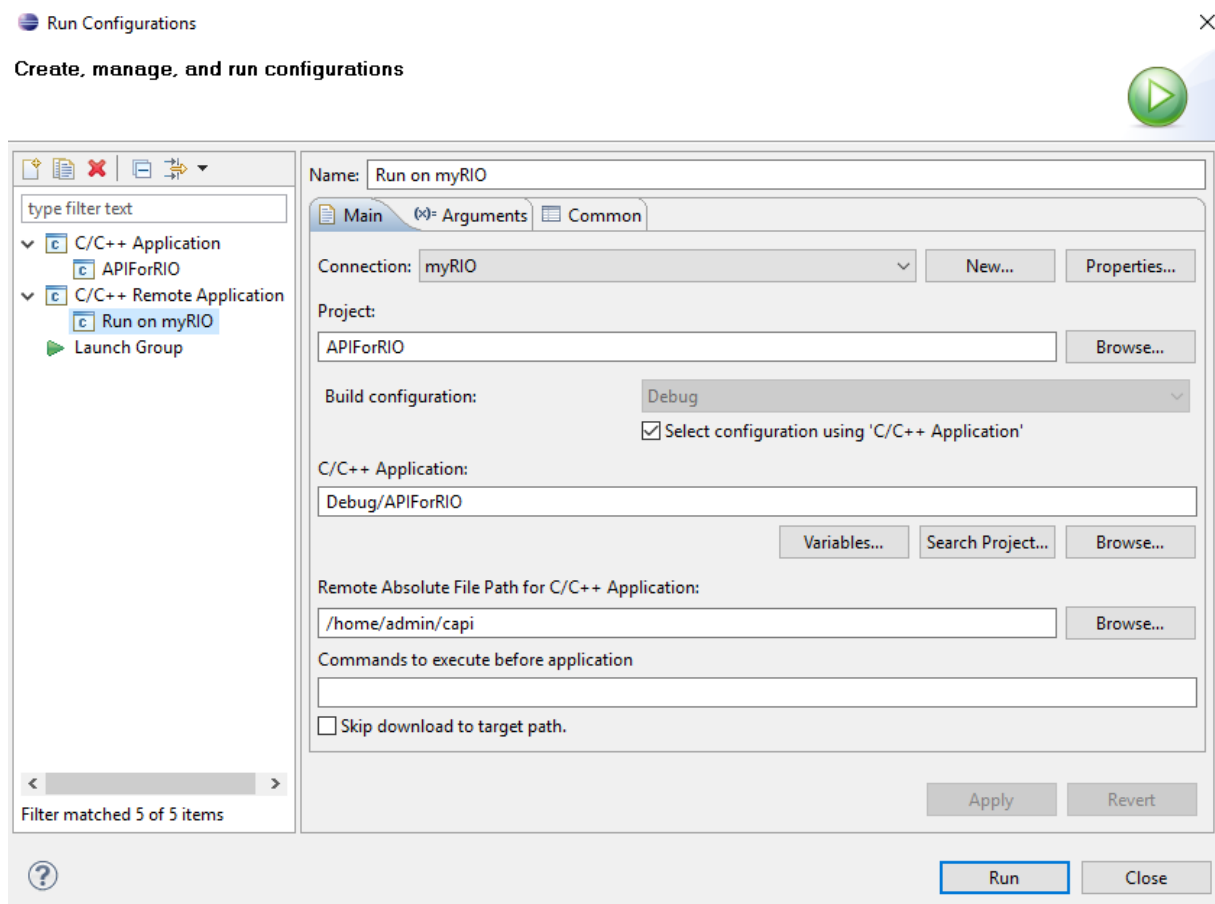 Run Configurations
Create, manage, and run configurations
type filter text
C/C++ Application
APIForRIO
C/C++ Remote Application
Run on myRIO
Launch Group
Filter matched 5 of 5 items
Name: Run on myRIO
Main (x)= Arguments Common
Connection: myRIO New... Properties...
Project:
APIForRIO Browse...
Build configuration: Debug
Select configuration using 'C/C++ Application'
C/C++ Application:
Debug/APIForRIO
Variables... Search Project... Browse...
Remote Absolute File Path for C/C++ Application:
/home/admin/capi Browse...
Commands to execute before application
Skip download to target path.
Apply Revert
Run Close